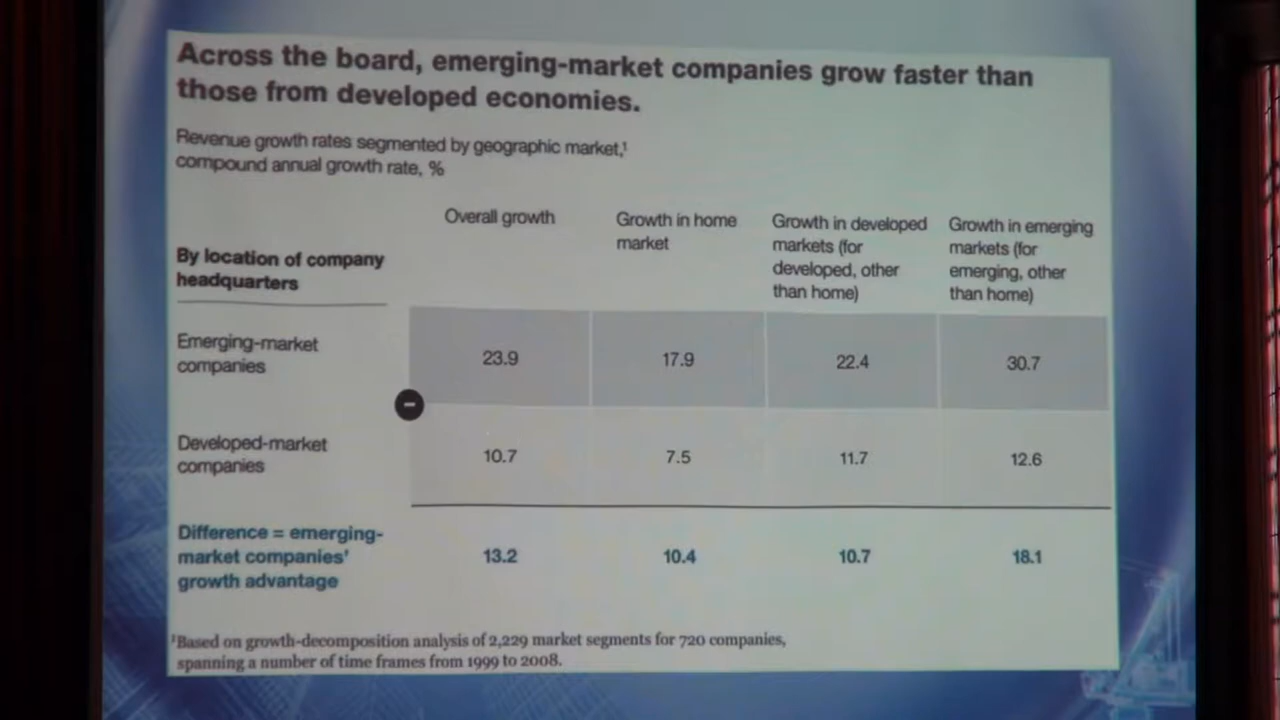 Across the board, emerging-market companies grow faster than
those from developed economies.
Revenue growth rates segmented by geographic market,¹
compound annual growth rate, %
Overall growth
Growth in home
market
Growth in developed
markets (for
developed, other
than home)
Growth in emerging
markets (for
emerging, other
than home)
By location of company
headquarters
Emerging-market
companies
23.9
17.9
22.4
30.7
–
Developed-market
companies
10.7
7.5
11.7
12.6
Difference = emerging-
market companies'
growth advantage
13.2
10.4
10.7
18.1
¹Based on growth-decomposition analysis of 2,229 market segments for 720 companies,
spanning a number of time frames from 1999 to 2008.